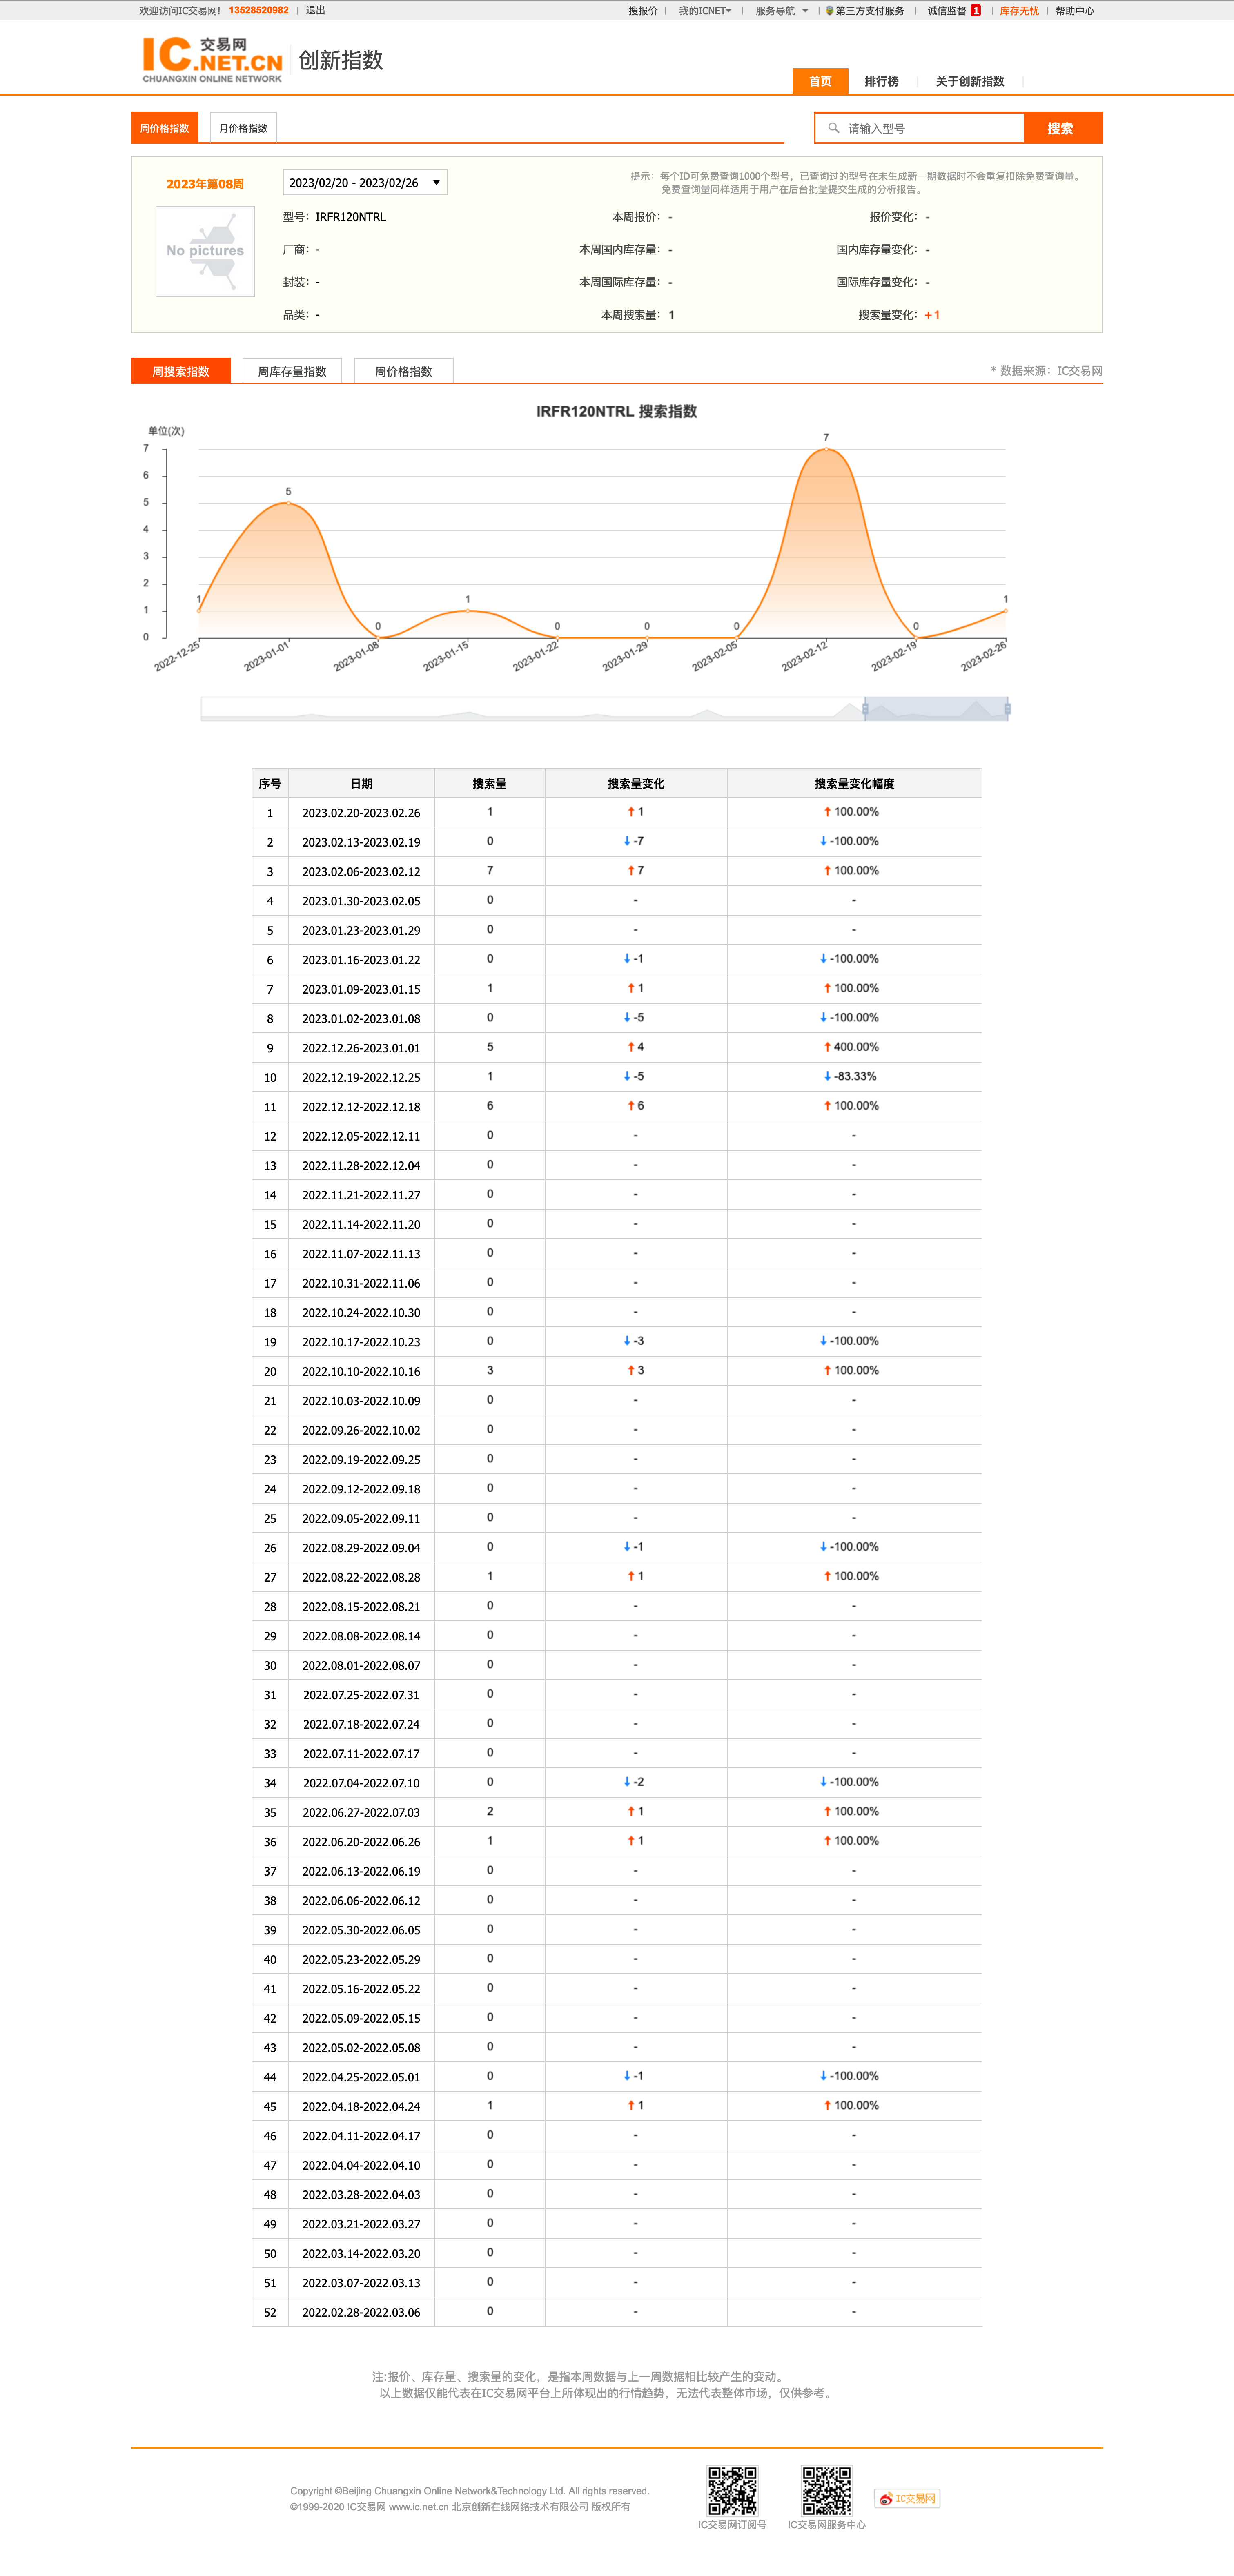 欢迎访问IC交易网! 13528520982 | 退出 搜报价 | 我的ICNET | 服务导航 | 第三方支付服务 | 诚信监督 1 | 库存无忧 | 帮助中心
IC 交易网
.NET.CN
CHUANGXIN ONLINE NETWORK
创新指数
首页 排行榜 关于创新指数
周价格指数 月价格指数 请输入型号 搜索
2023年第08周 2023/02/20 - 2023/02/26
提示：每个ID可免费查询1000个型号，已查询过的型号在未生成新一期数据时不会重复扣除免费查询量。
免费查询量同样适用于用户在后台批量提交生成的分析报告。
No pictures
型号：IRFR120NTRL 本周报价：- 报价变化：-
厂商：- 本周国内库存量：- 国内库存量变化：-
封装：- 本周国际库存量：- 国际库存量变化：-
品类：- 本周搜索量：1 搜索量变化：+1
周搜索指数 周库存量指数 周价格指数 * 数据来源：IC交易网
IRFR120NTRL 搜索指数
单位(次)
7
6
5
4
3
2
1
0
1 5 0 1 0 0 0 7 0 1
2022-12-25 2023-01-01 2023-01-08 2023-01-15 2023-01-22 2023-01-29 2023-02-05 2023-02-12 2023-02-19 2023-02-26
序号 日期 搜索量 搜索量变化 搜索量变化幅度
1 2023.02.20-2023.02.26 1 ↑1 ↑100.00%
2 2023.02.13-2023.02.19 0 ↓-7 ↓-100.00%
3 2023.02.06-2023.02.12 7 ↑7 ↑100.00%
4 2023.01.30-2023.02.05 0 - -
5 2023.01.23-2023.01.29 0 - -
6 2023.01.16-2023.01.22 0 ↓-1 ↓-100.00%
7 2023.01.09-2023.01.15 1 ↑1 ↑100.00%
8 2023.01.02-2023.01.08 0 ↓-5 ↓-100.00%
9 2022.12.26-2023.01.01 5 ↑4 ↑400.00%
10 2022.12.19-2022.12.25 1 ↓-5 ↓-83.33%
11 2022.12.12-2022.12.18 6 ↑6 ↑100.00%
12 2022.12.05-2022.12.11 0 - -
13 2022.11.28-2022.12.04 0 - -
14 2022.11.21-2022.11.27 0 - -
15 2022.11.14-2022.11.20 0 - -
16 2022.11.07-2022.11.13 0 - -
17 2022.10.31-2022.11.06 0 - -
18 2022.10.24-2022.10.30 0 - -
19 2022.10.17-2022.10.23 0 ↓-3 ↓-100.00%
20 2022.10.10-2022.10.16 3 ↑3 ↑100.00%
21 2022.10.03-2022.10.09 0 - -
22 2022.09.26-2022.10.02 0 - -
23 2022.09.19-2022.09.25 0 - -
24 2022.09.12-2022.09.18 0 - -
25 2022.09.05-2022.09.11 0 - -
26 2022.08.29-2022.09.04 0 ↓-1 ↓-100.00%
27 2022.08.22-2022.08.28 1 ↑1 ↑100.00%
28 2022.08.15-2022.08.21 0 - -
29 2022.08.08-2022.08.14 0 - -
30 2022.08.01-2022.08.07 0 - -
31 2022.07.25-2022.07.31 0 - -
32 2022.07.18-2022.07.24 0 - -
33 2022.07.11-2022.07.17 0 - -
34 2022.07.04-2022.07.10 0 ↓-2 ↓-100.00%
35 2022.06.27-2022.07.03 2 ↑1 ↑100.00%
36 2022.06.20-2022.06.26 1 ↑1 ↑100.00%
37 2022.06.13-2022.06.19 0 - -
38 2022.06.06-2022.06.12 0 - -
39 2022.05.30-2022.06.05 0 - -
40 2022.05.23-2022.05.29 0 - -
41 2022.05.16-2022.05.22 0 - -
42 2022.05.09-2022.05.15 0 - -
43 2022.05.02-2022.05.08 0 - -
44 2022.04.25-2022.05.01 0 ↓-1 ↓-100.00%
45 2022.04.18-2022.04.24 1 ↑1 ↑100.00%
46 2022.04.11-2022.04.17 0 - -
47 2022.04.04-2022.04.10 0 - -
48 2022.03.28-2022.04.03 0 - -
49 2022.03.21-2022.03.27 0 - -
50 2022.03.14-2022.03.20 0 - -
51 2022.03.07-2022.03.13 0 - -
52 2022.02.28-2022.03.06 0 - -
注:报价、库存量、搜索量的变化，是指本周数据与上一周数据相比较产生的变动。
以上数据仅能代表在IC交易网平台上所体现出的行情趋势，无法代表整体市场，仅供参考。
Copyright ©Beijing Chuangxin Online Network&Technology Ltd. All rights reserved.
©1999-2020 IC交易网 www.ic.net.cn 北京创新在线网络技术有限公司 版权所有
IC交易网订阅号 IC交易网服务中心 IC交易网